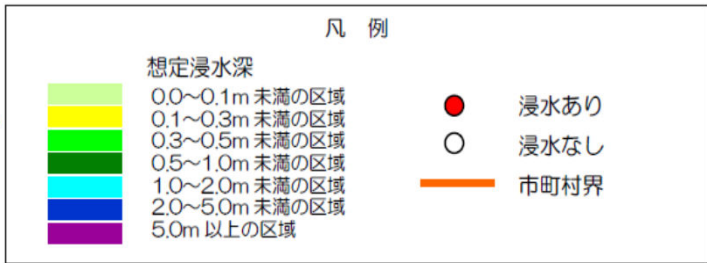 凡 例
想定浸水深
0.0～0.1m 未満の区域
0.1～0.3m 未満の区域
0.3～0.5m 未満の区域
0.5～1.0m 未満の区域
1.0～2.0m 未満の区域
2.0～5.0m 未満の区域
5.0m 以上の区域
浸水あり
浸水なし
市町村界